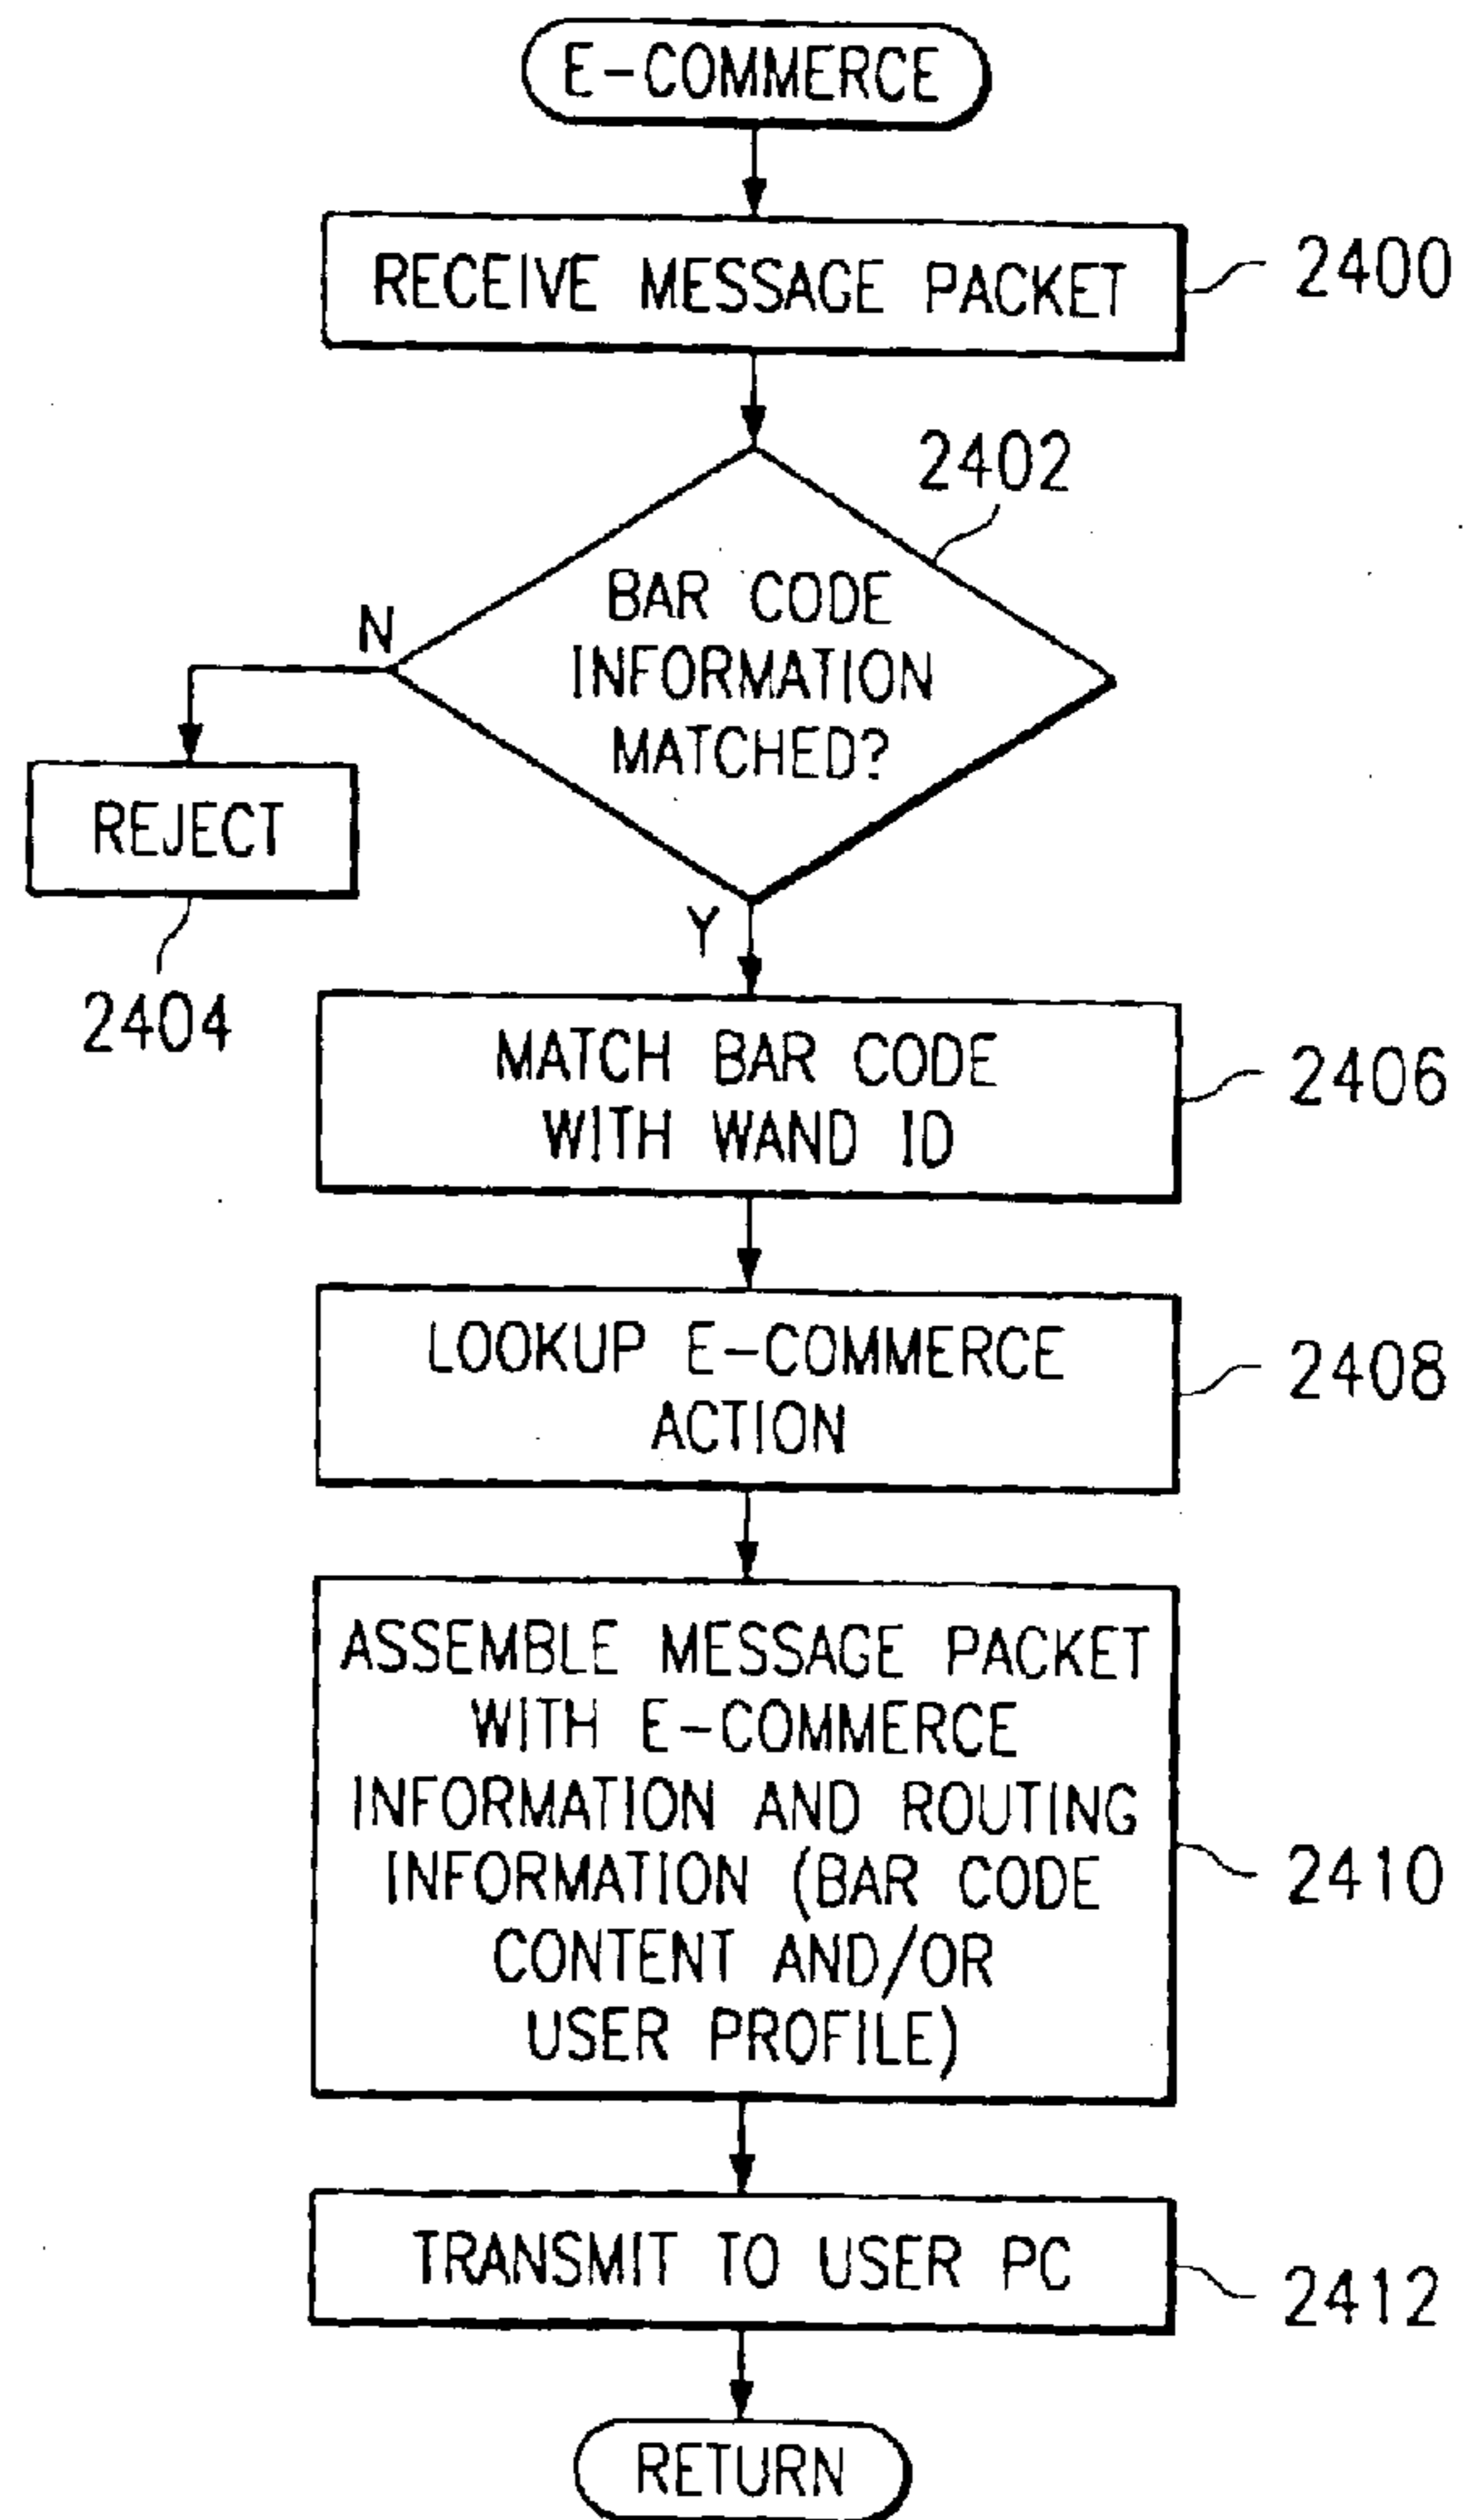 E-COMMERCE
RECEIVE MESSAGE PACKET
2400
2402
BAR CODE
INFORMATION
MATCHED?
N
REJECT
2404
Y
MATCH BAR CODE
WITH WAND ID
2406
LOOKUP E-COMMERCE
ACTION
2408
ASSEMBLE MESSAGE PACKET
WITH E-COMMERCE
INFORMATION AND ROUTING
INFORMATION (BAR CODE
CONTENT AND/OR
USER PROFILE)
2410
TRANSMIT TO USER PC
2412
RETURN